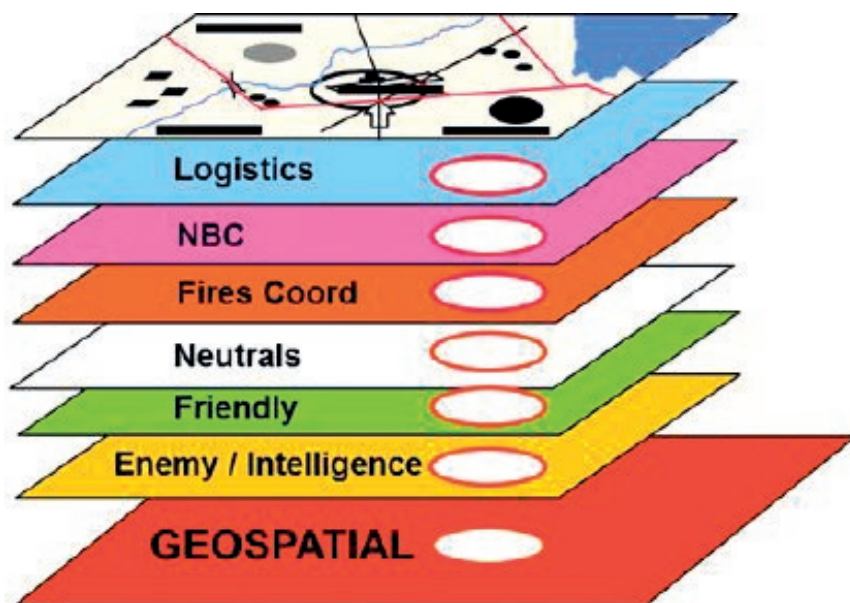 Logistics
NBC
Fires Coord
Neutrals
Friendly
Enemy / Intelligence
GEOSPATIAL